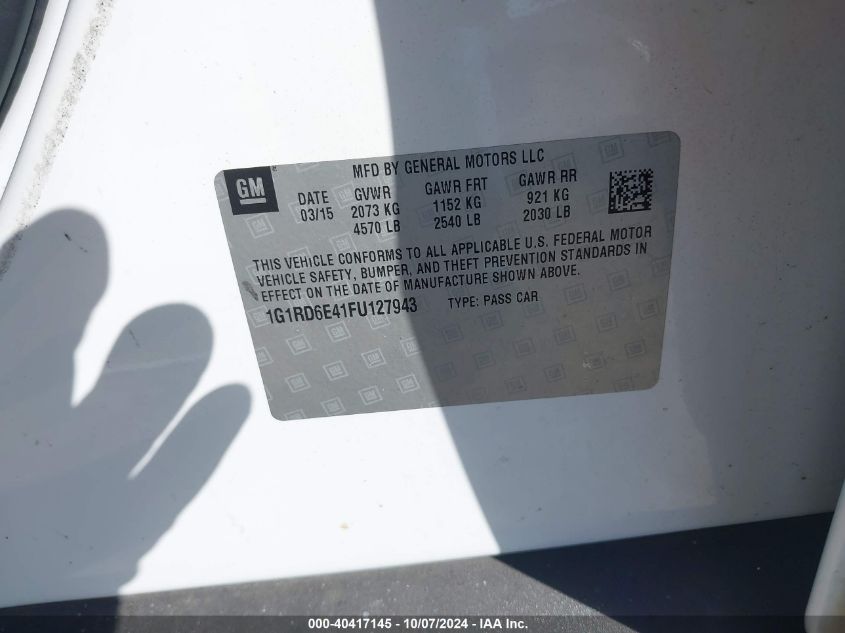 GM
MFD BY GENERAL MOTORS LLC
DATE GVWR GAWR FRT GAWR RR
03/15 2073 KG 1152 KG 921 KG
4570 LB 2540 LB 2030 LB
THIS VEHICLE CONFORMS TO ALL APPLICABLE U.S. FEDERAL MOTOR
VEHICLE SAFETY, BUMPER, AND THEFT PREVENTION STANDARDS IN
EFFECT ON THE DATE OF MANUFACTURE SHOWN ABOVE.
1G1RD6E41FU127943 TYPE: PASS CAR
000-40417145 - 10/07/2024 - IAA Inc.